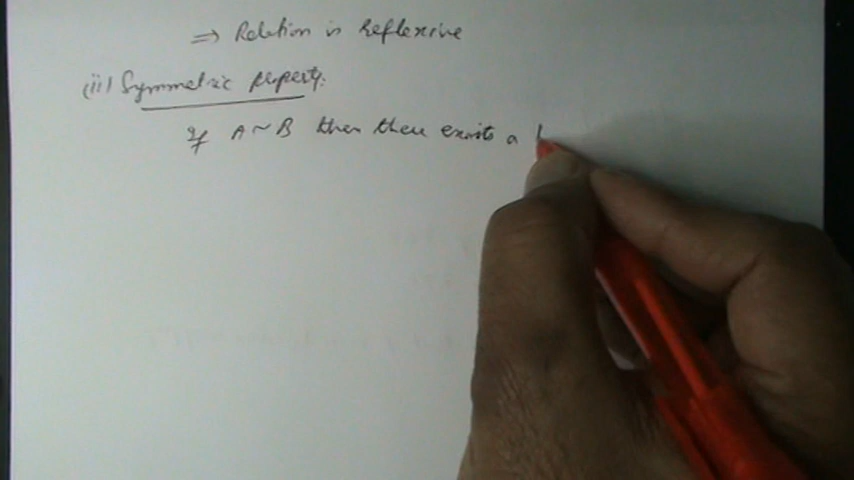 ⇒ Relation is Reflexive
(ii) Symmetric property:
If A ~ B then there exists a